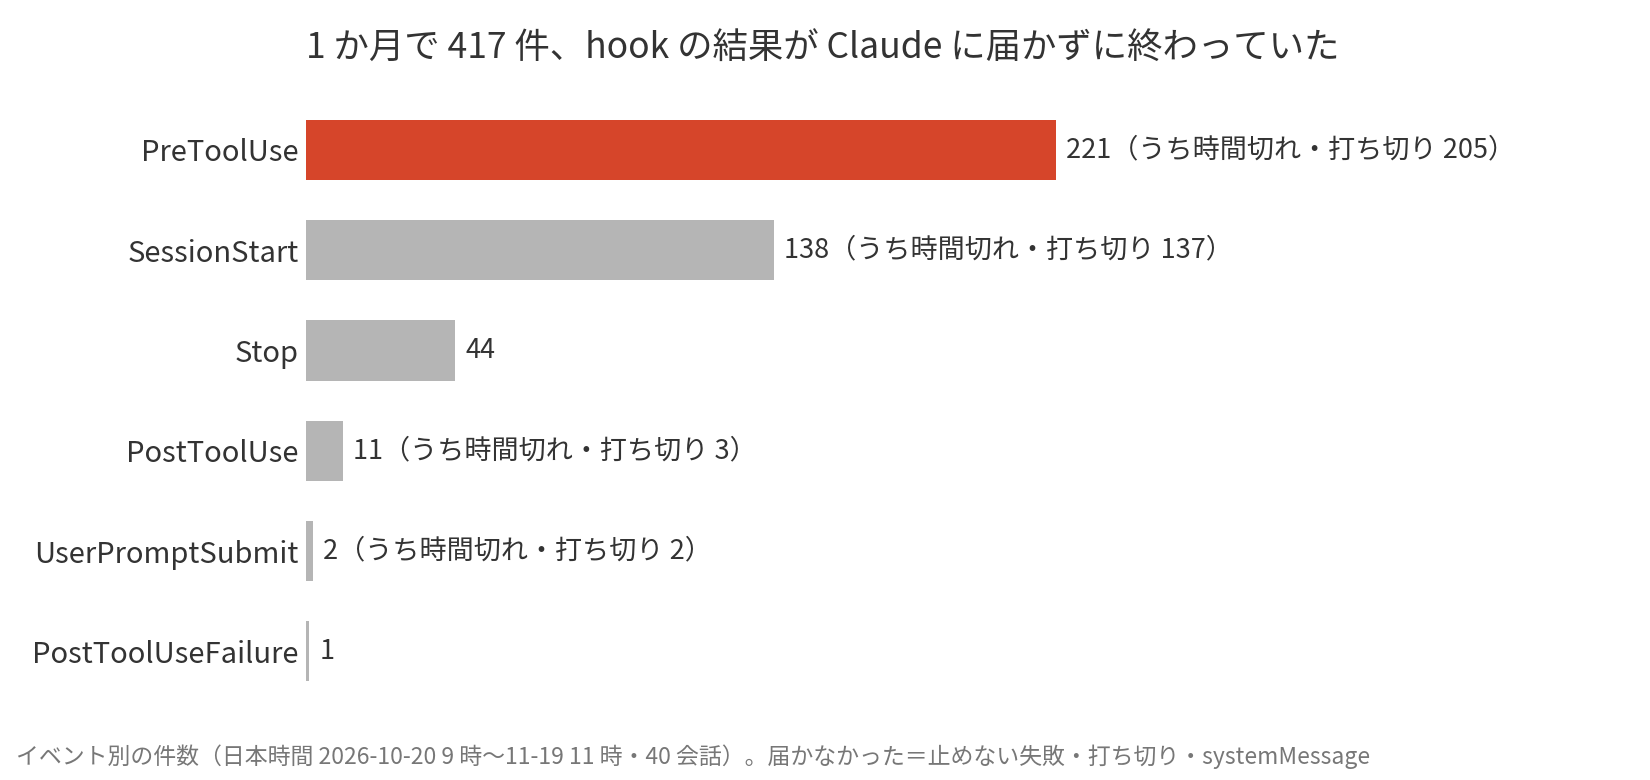 1 か月で 417 件、hook の結果が Claude に届かずに終わっていた
PreToolUse 221（うち時間切れ・打ち切り 205）
SessionStart 138（うち時間切れ・打ち切り 137）
Stop 44
PostToolUse 11（うち時間切れ・打ち切り 3）
UserPromptSubmit 2（うち時間切れ・打ち切り 2）
PostToolUseFailure 1
イベント別の件数（日本時間 2026-10-20 9 時〜11-19 11 時・40 会話）。届かなかった＝止めない失敗・打ち切り・systemMessage